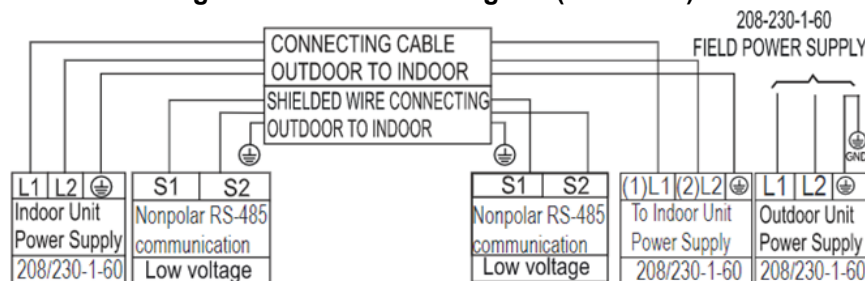 208-230-1-60
FIELD POWER SUPPLY
CONNECTING CABLE
OUTDOOR TO INDOOR
SHIELDED WIRE CONNECTING
OUTDOOR TO INDOOR
GND
L1 L2
Indoor Unit
Power Supply
208/230-1-60
S1 S2
Nonpolar RS-485
communication
Low voltage
S1 S2
Nonpolar RS-485
communication
Low voltage
(1)L1 (2)L2
To Indoor Unit
Power Supply
208/230-1-60
L1 L2
Outdoor Unit
Power Supply
208/230-1-60